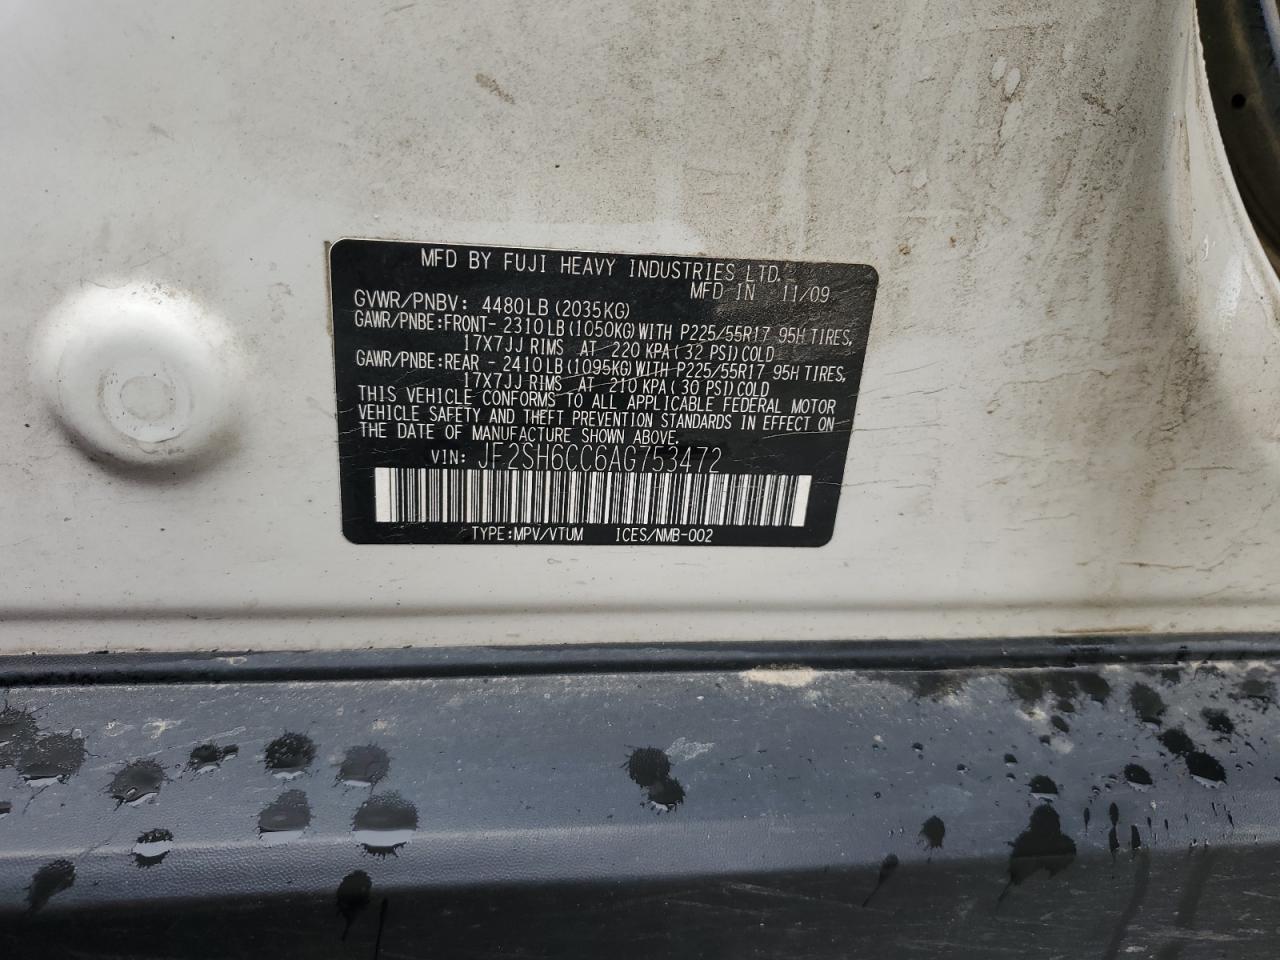 MFD BY FUJI HEAVY INDUSTRIES LTD.
MFD IN 11/09
GVWR/PNBV: 4480LB (2035KG)
GAWR/PNBE:FRONT- 2310LB (1050KG) WITH P225/55R17 95H TIRES,
17X7JJ RIMS AT 220 KPA (32 PSI) COLD
GAWR/PNBE:REAR - 2410LB (1095KG) WITH P225/55R17 95H TIRES,
17X7JJ RIMS AT 210 KPA (30 PSI) COLD
THIS VEHICLE CONFORMS TO ALL APPLICABLE FEDERAL MOTOR
VEHICLE SAFETY AND THEFT PREVENTION STANDARDS IN EFFECT ON
THE DATE OF MANUFACTURE SHOWN ABOVE.
VIN: JF2SH6CC6AG753472
TYPE:MPV/VTUM ICES/NMB-002